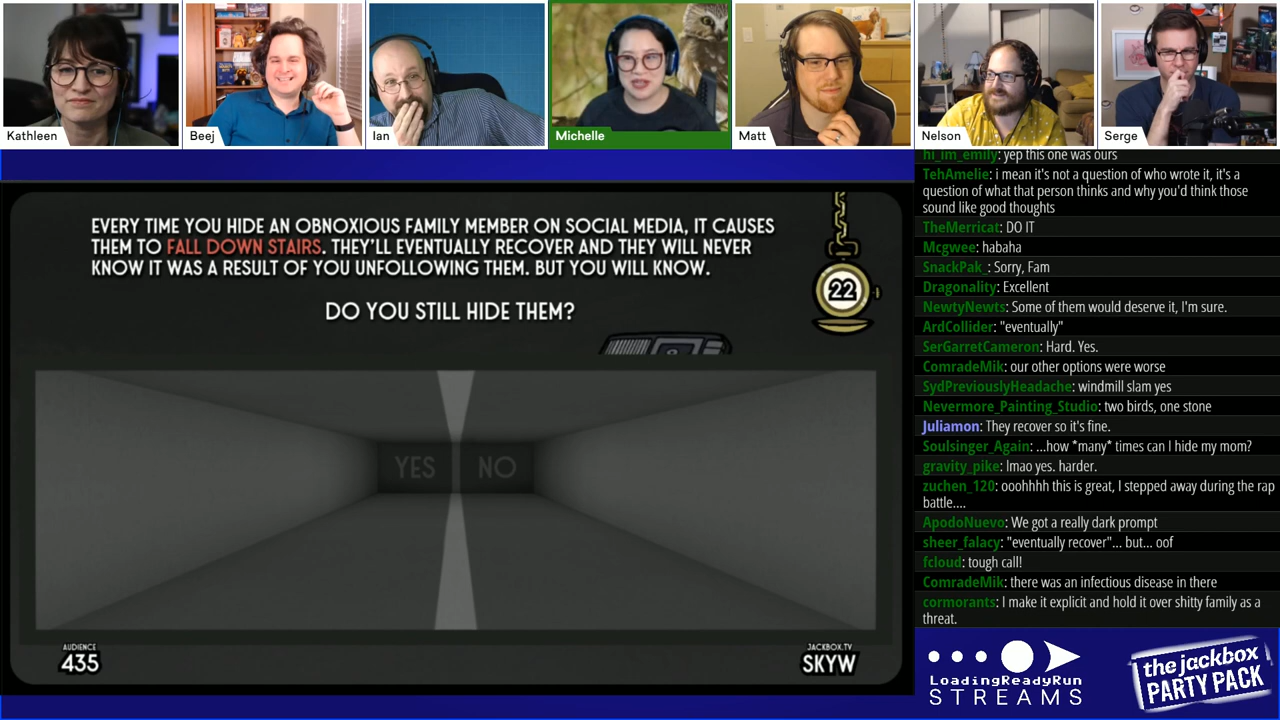 Kathleen
Beej
Ian
Michelle
Matt
Nelson
Serge
EVERY TIME YOU HIDE AN OBNOXIOUS FAMILY MEMBER ON SOCIAL MEDIA, IT CAUSES
THEM TO FALL DOWN STAIRS. THEY'LL EVENTUALLY RECOVER AND THEY WILL NEVER
KNOW IT WAS A RESULT OF YOU UNFOLLOWING THEM. BUT YOU WILL KNOW.
DO YOU STILL HIDE THEM?
22
YES
NO
AUDIENCE
435
JACKBOX.TV
SKYW
hi_im_emily: yep this one was ours
TehAmelie: i mean it's not a question of who wrote it, it's a
question of what that person thinks and why you'd think those
sound like good thoughts
TheMerricat: DO IT
Mcgwee: habaha
SnackPak_: Sorry, Fam
Dragonality: Excellent
NewtyNewts: Some of them would deserve it, I'm sure.
ArdCollider: "eventually"
SerGarretCameron: Hard. Yes.
ComradeMik: our other options were worse
SydPreviouslyHeadache: windmill slam yes
Nevermore_Painting_Studio: two birds, one stone
Juliamon: They recover so it's fine.
Soulsinger_Again: ...how *many* times can I hide my mom?
gravity_pike: lmao yes. harder.
zuchen_120: ooohhhh this is great, I stepped away during the rap
battle....
ApodoNuevo: We got a really dark prompt
sheer_falacy: "eventually recover"... but... oof
fcloud: tough call!
ComradeMik: there was an infectious disease in there
cormorants: I make it explicit and hold it over shitty family as a
threat.
LoadingReadyRun
STREAMS
the jackbox
PARTY PACK